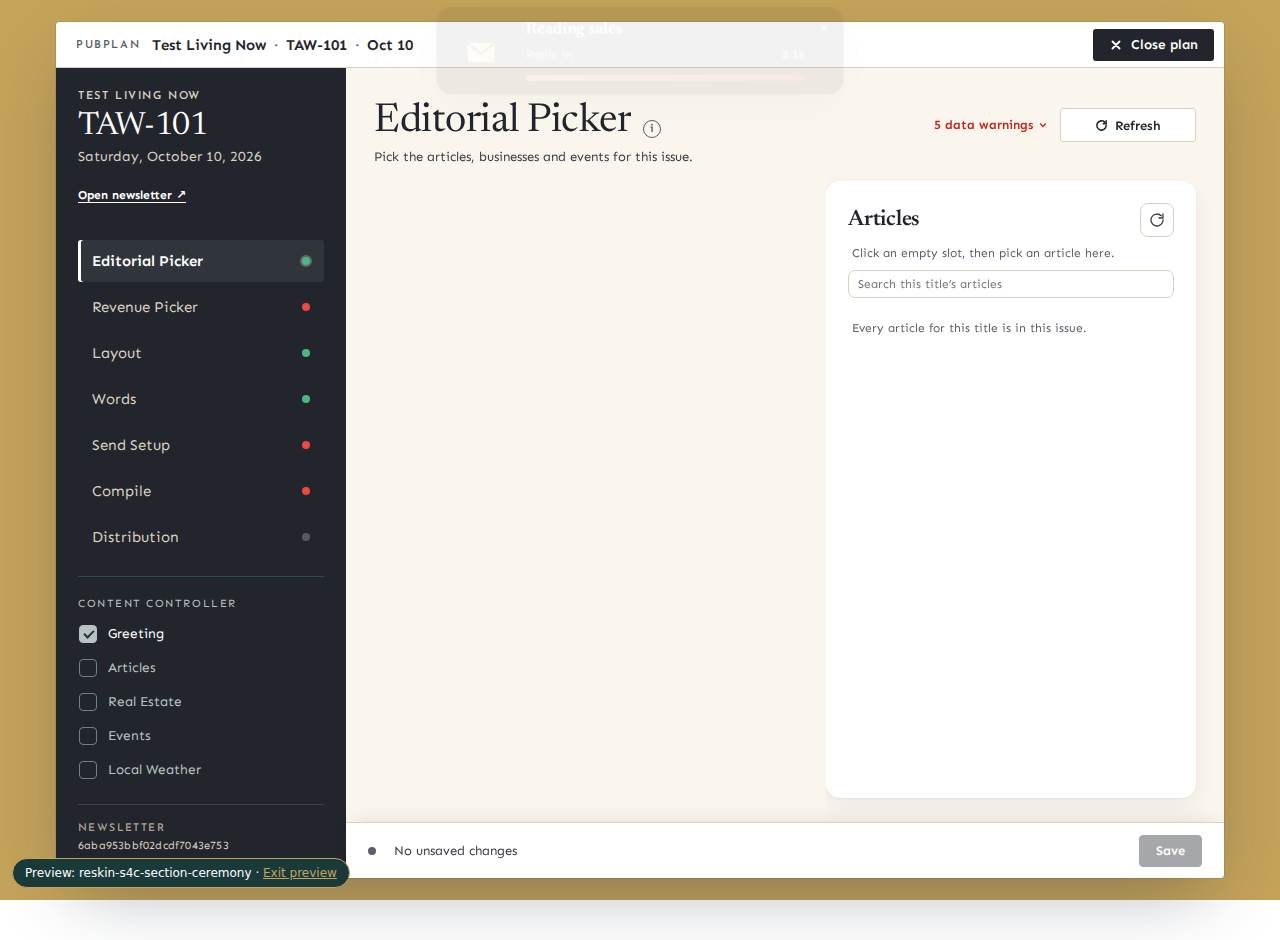 PUBPLAN Test Living Now · TAW-101 · Oct 10
Reading sales
Close plan
TEST LIVING NOW
TAW-101
Saturday, October 10, 2026
Open newsletter ↗
Editorial Picker
Revenue Picker
Layout
Words
Send Setup
Compile
Distribution
CONTENT CONTROLLER
Greeting
Articles
Real Estate
Events
Local Weather
NEWSLETTER
6aba953bbf02dcdf7043e753
Preview: reskin-s4c-section-ceremony · Exit preview
Editorial Picker
5 data warnings
Refresh
Pick the articles, businesses and events for this issue.
Articles
Click an empty slot, then pick an article here.
Search this title's articles
Every article for this title is in this issue.
No unsaved changes
Save